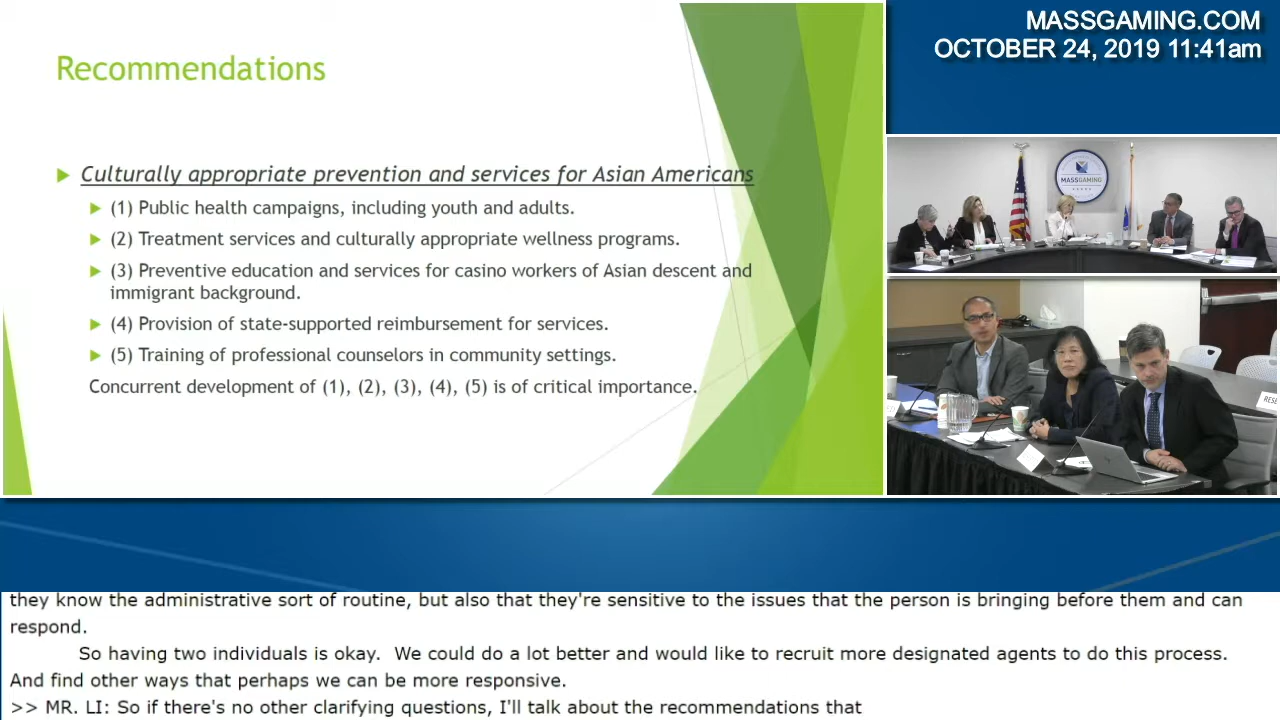 Recommendations
Culturally appropriate prevention and services for Asian Americans
(1) Public health campaigns, including youth and adults.
(2) Treatment services and culturally appropriate wellness programs.
(3) Preventive education and services for casino workers of Asian descent and
immigrant background.
(4) Provision of state-supported reimbursement for services.
(5) Training of professional counselors in community settings.
Concurrent development of (1), (2), (3), (4), (5) is of critical importance.
MASSGAMING.COM
OCTOBER 24, 2019 11:41am
MASSGAMING
RESE
they know the administrative sort of routine, but also that they're sensitive to the issues that the person is bringing before them and can
respond.
So having two individuals is okay.  We could do a lot better and would like to recruit more designated agents to do this process.
And find other ways that perhaps we can be more responsive.
>> MR. LI: So if there's no other clarifying questions, I'll talk about the recommendations that